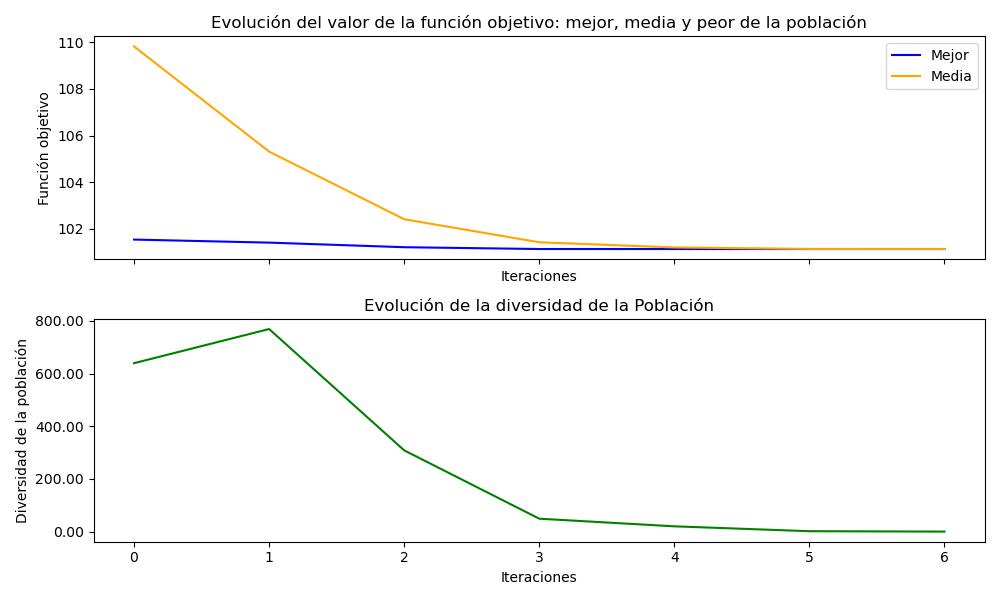 Evolución del valor de la función objetivo: mejor, media y peor de la población
110
108
106
104
102
Función objetivo
Mejor
Media
Iteraciones
Evolución de la diversidad de la Población
800.00
600.00
400.00
200.00
0.00
Diversidad de la población
0 1 2 3 4 5 6
Iteraciones